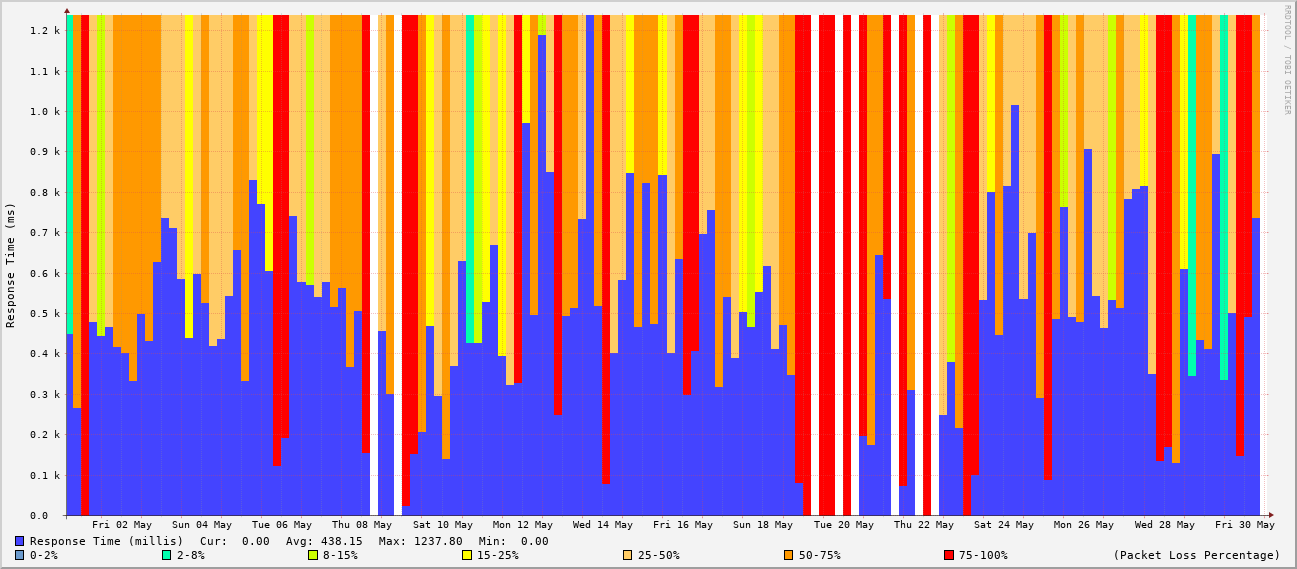 RRDTOOL / TOBI OETIKER
Response Time (ms)
1.2 k
1.1 k
1.0 k
0.9 k
0.8 k
0.7 k
0.6 k
0.5 k
0.4 k
0.3 k
0.2 k
0.1 k
0.0
Fri 02 May Sun 04 May Tue 06 May Thu 08 May Sat 10 May Mon 12 May Wed 14 May Fri 16 May Sun 18 May Tue 20 May Thu 22 May Sat 24 May Mon 26 May Wed 28 May Fri 30 May
Response Time (millis) Cur: 0.00 Avg: 438.15 Max: 1237.80 Min: 0.00
0-2% 2-8% 8-15% 15-25% 25-50% 50-75% 75-100% (Packet Loss Percentage)